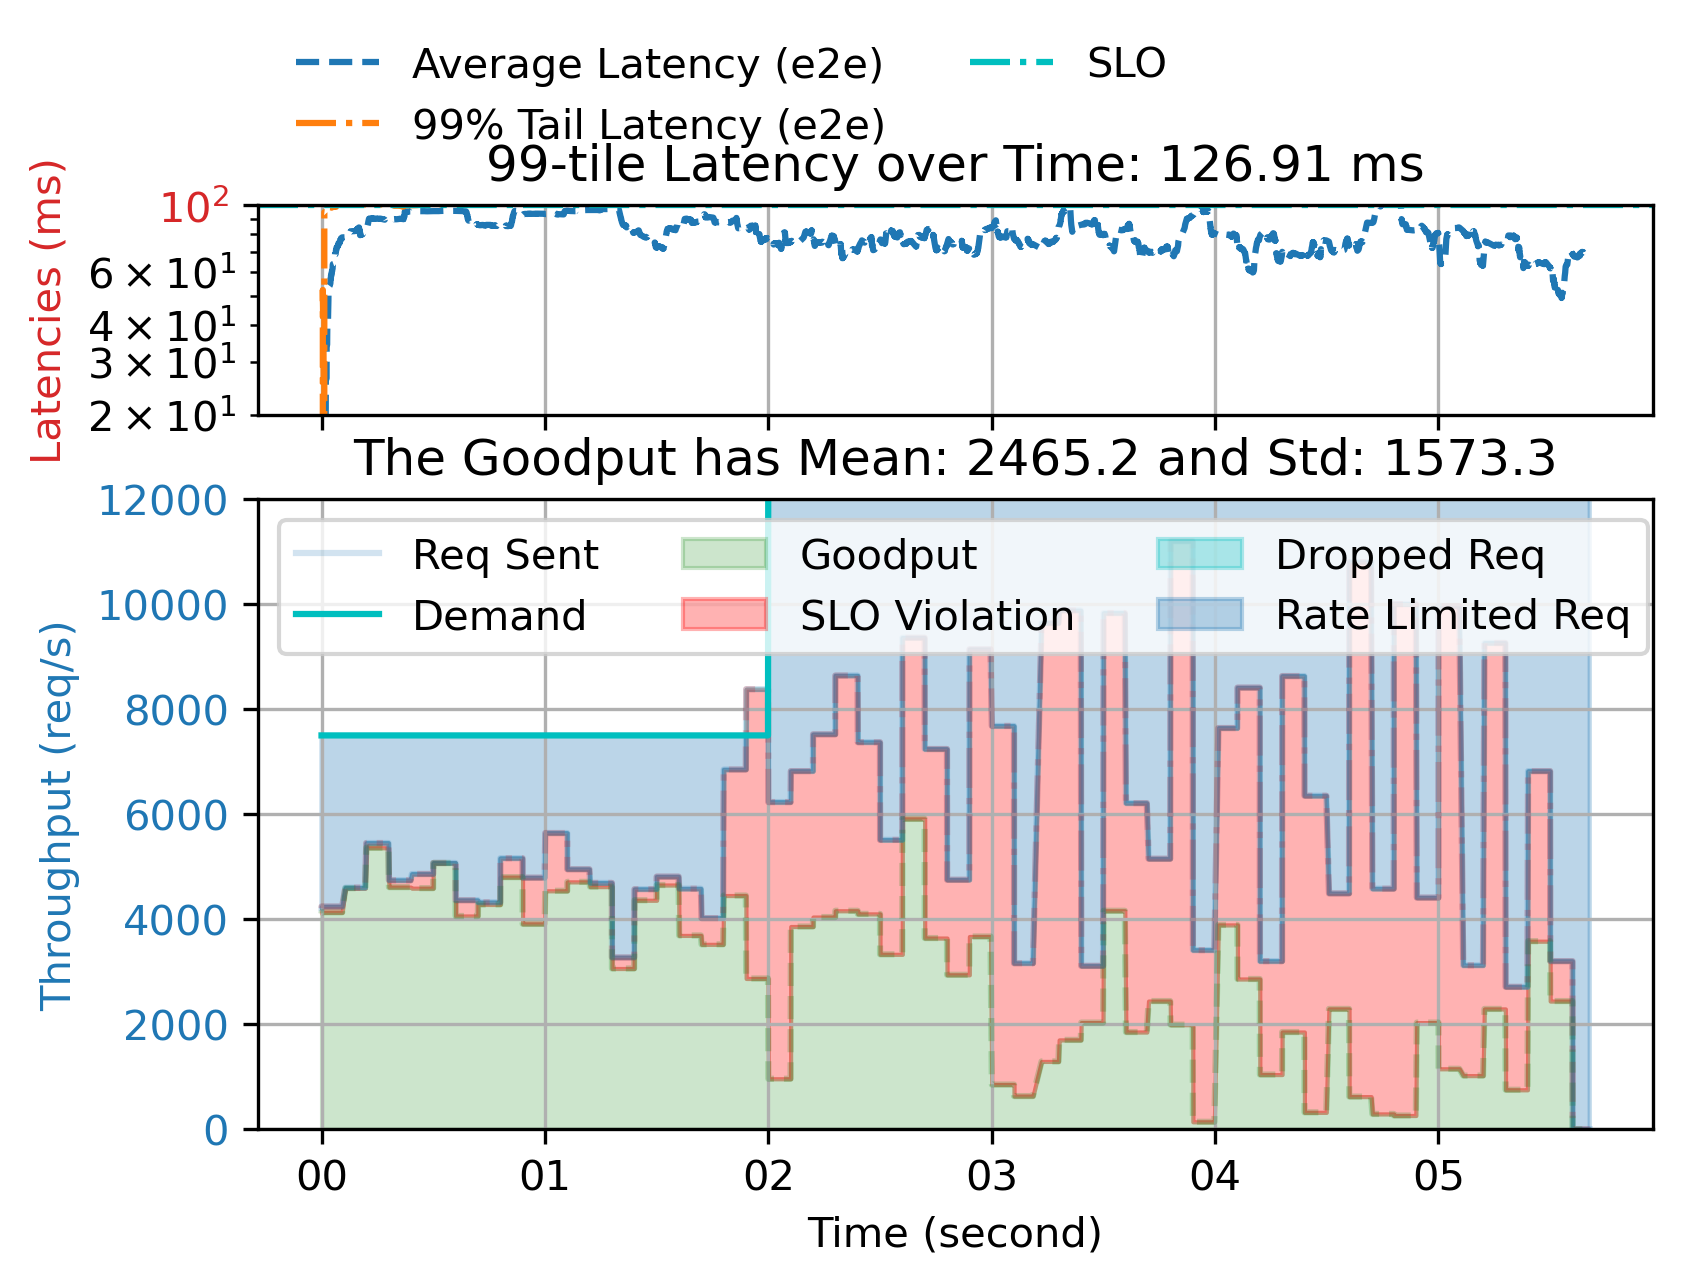 Average Latency (e2e)
SLO
99% Tail Latency (e2e)
99-tile Latency over Time: 126.91 ms
Latencies (ms)
10²
6 × 10¹
4 × 10¹
3 × 10¹
2 × 10¹
The Goodput has Mean: 2465.2 and Std: 1573.3
Throughput (req/s)
12000
10000
8000
6000
4000
2000
0
Req Sent
Goodput
Dropped Req
Demand
SLO Violation
Rate Limited Req
00 01 02 03 04 05
Time (second)